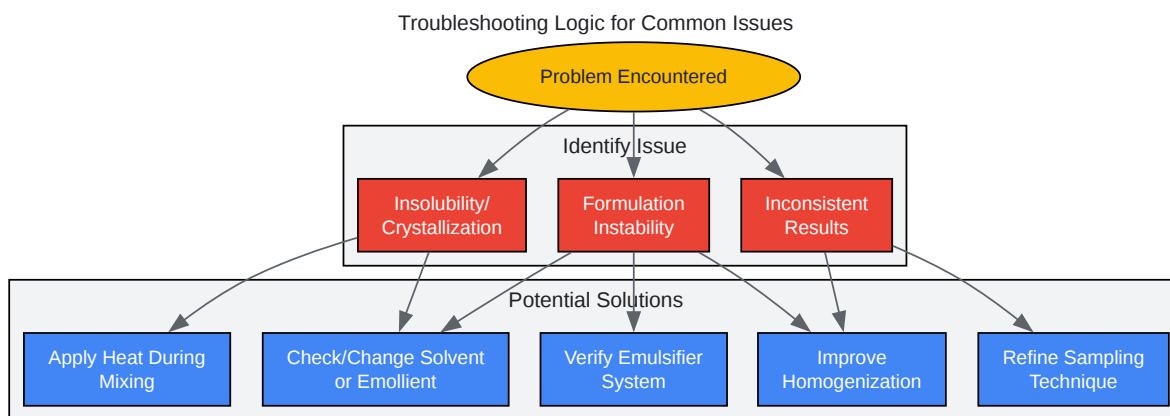 Troubleshooting Logic for Common Issues
Problem Encountered
Identify Issue
Insolubility/
Crystallization
Formulation
Instability
Inconsistent
Results
Potential Solutions
Apply Heat During
Mixing
Check/Change Solvent
or Emollient
Verify Emulsifier
System
Improve
Homogenization
Refine Sampling
Technique